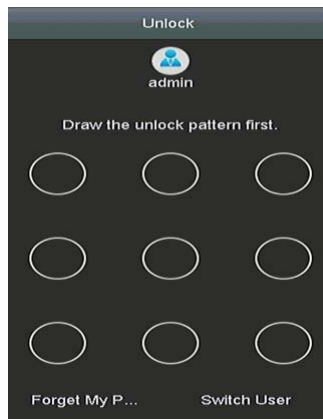 Unlock
admin
Draw the unlock pattern first.
Forget My P...
Switch User